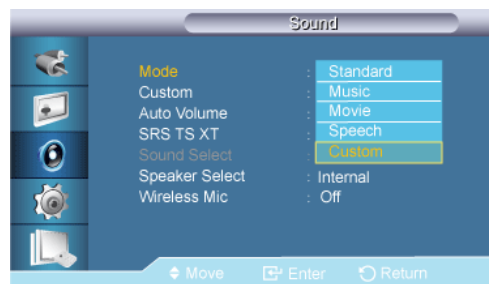 Sound
Mode : Standard
Custom : Music
Auto Volume : Movie
SRS TS XT : Speech
Sound Select : Custom
Speaker Select : Internal
Wireless Mic : Off
Move Enter Return